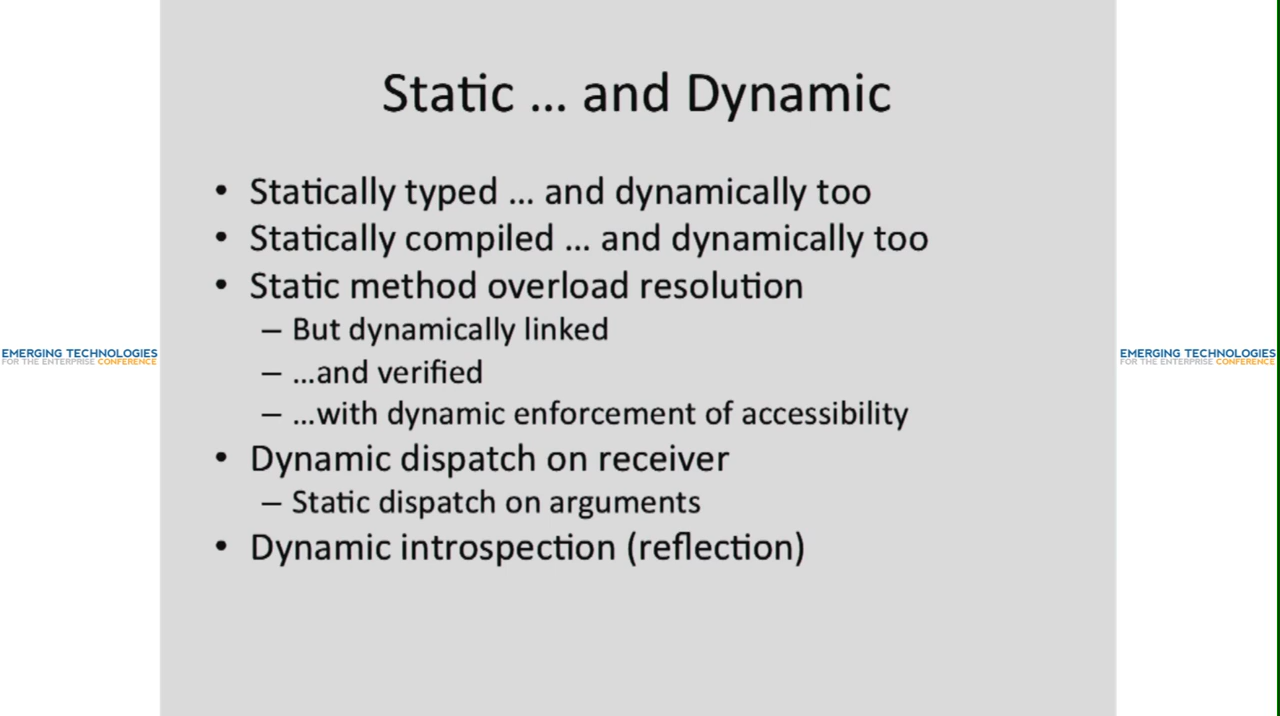 Static ... and Dynamic
• Statically typed ... and dynamically too
• Statically compiled ... and dynamically too
• Static method overload resolution
– But dynamically linked
– ...and verified
– ...with dynamic enforcement of accessibility
• Dynamic dispatch on receiver
– Static dispatch on arguments
• Dynamic introspection (reflection)
EMERGING TECHNOLOGIES
FOR THE ENTERPRISE CONFERENCE
EMERGING TECHNOLOGIES
FOR THE ENTERPRISE CONFERENCE